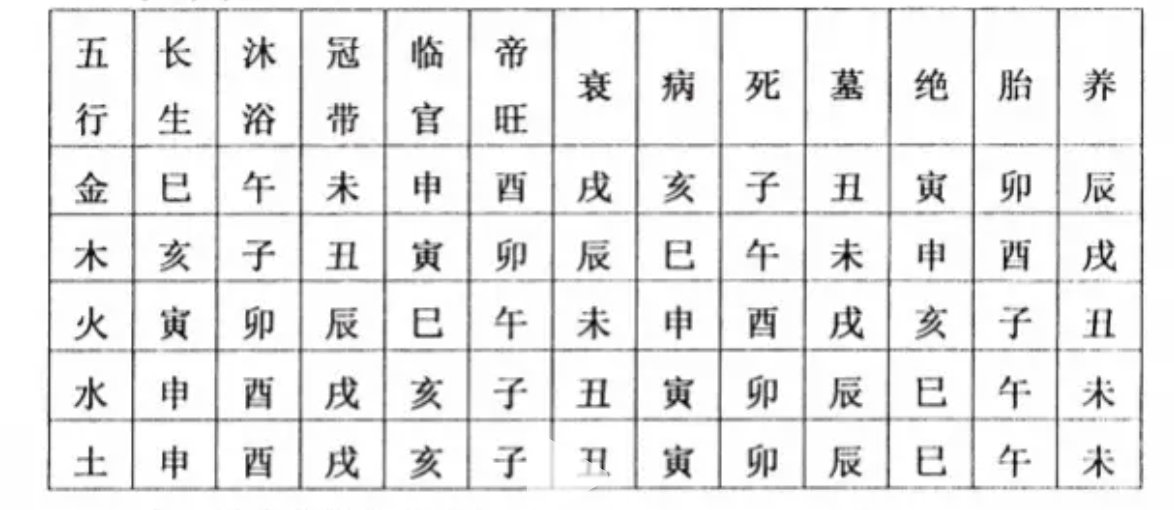 五行 长生 沐浴 冠带 临官 帝旺 衰 病 死 墓 绝 胎 养
金 巳 午 未 申 酉 戌 亥 子 丑 寅 卯 辰
木 亥 子 丑 寅 卯 辰 巳 午 未 申 酉 戌
火 寅 卯 辰 巳 午 未 申 酉 戌 亥 子 丑
水 申 酉 戌 亥 子 丑 寅 卯 辰 巳 午 未
土 申 酉 戌 亥 子 丑 寅 卯 辰 巳 午 未